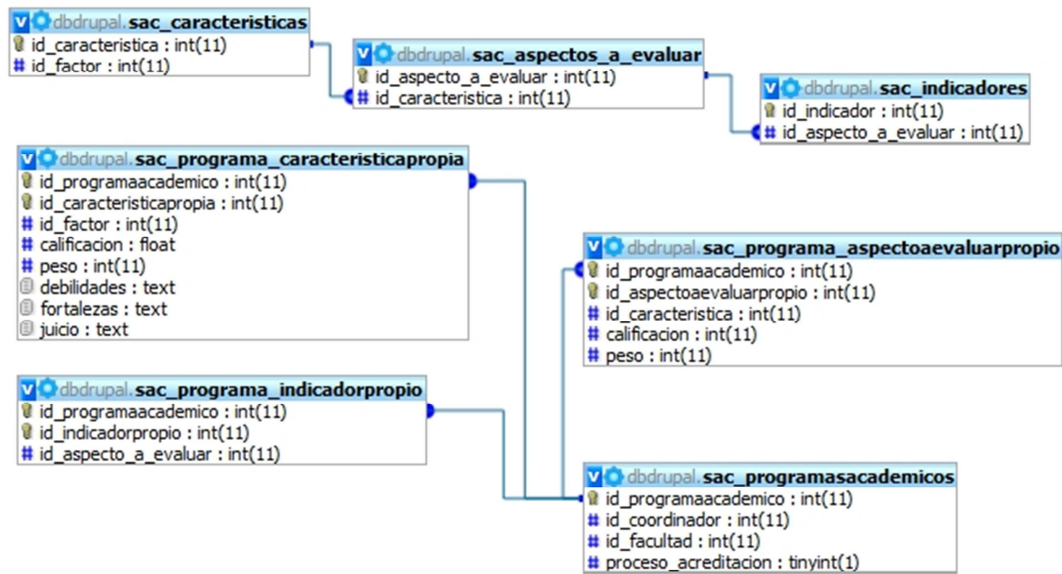 dbdrupal.sac_caracteristicas
id_caracteristica : int(11)
id_factor : int(11)
dbdrupal.sac_aspectos_a_evaluar
id_aspecto_a_evaluar : int(11)
id_caracteristica : int(11)
dbdrupal.sac_indicadores
id_indicador : int(11)
id_aspecto_a_evaluar : int(11)
dbdrupal.sac_programa_caracteristicapropia
id_programaacademico : int(11)
id_caracteristicapropia : int(11)
id_factor : int(11)
calificacion : float
peso : int(11)
debilidades : text
fortalezas : text
juicio : text
dbdrupal.sac_programa_aspectoaevaluarpropio
id_programaacademico : int(11)
id_aspectoaevaluarpropio : int(11)
id_caracteristica : int(11)
calificacion : int(11)
peso : int(11)
dbdrupal.sac_programa_indicadorpropio
id_programaacademico : int(11)
id_indicadorpropio : int(11)
id_aspecto_a_evaluar : int(11)
dbdrupal.sac_programasacademicos
id_programaacademico : int(11)
id_coordinador : int(11)
id_facultad : int(11)
proceso_acreditacion : tinyint(1)